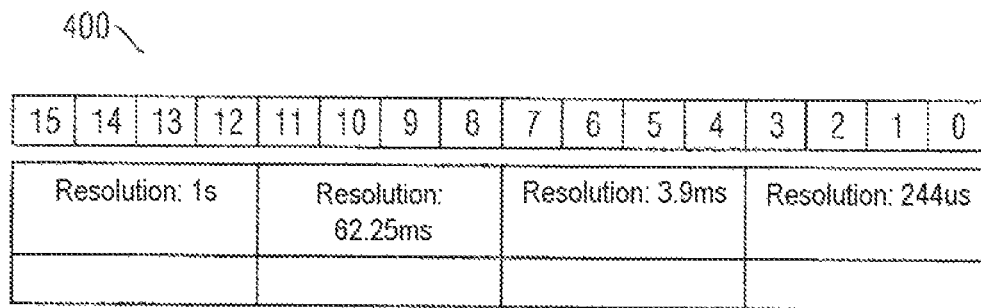 400
15 14 13 12 11 10 9 8 7 6 5 4 3 2 1 0
Resolution: 1s
Resolution:
62.25ms
Resolution: 3.9ms
Resolution: 244us